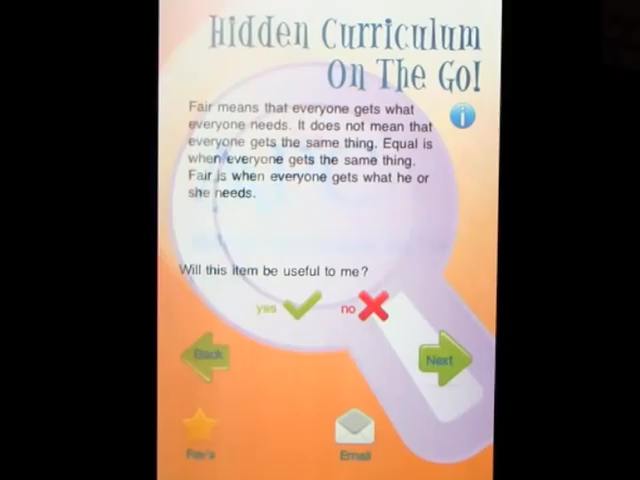 Hidden Curriculum
On The Go!
Fair means that everyone gets what
everyone needs. It does not mean that
everyone gets the same thing. Equal is
when everyone gets the same thing.
Fair is when everyone gets what he or
she needs.
Will this item be useful to me?
yes no
Back Next
Fav's Email